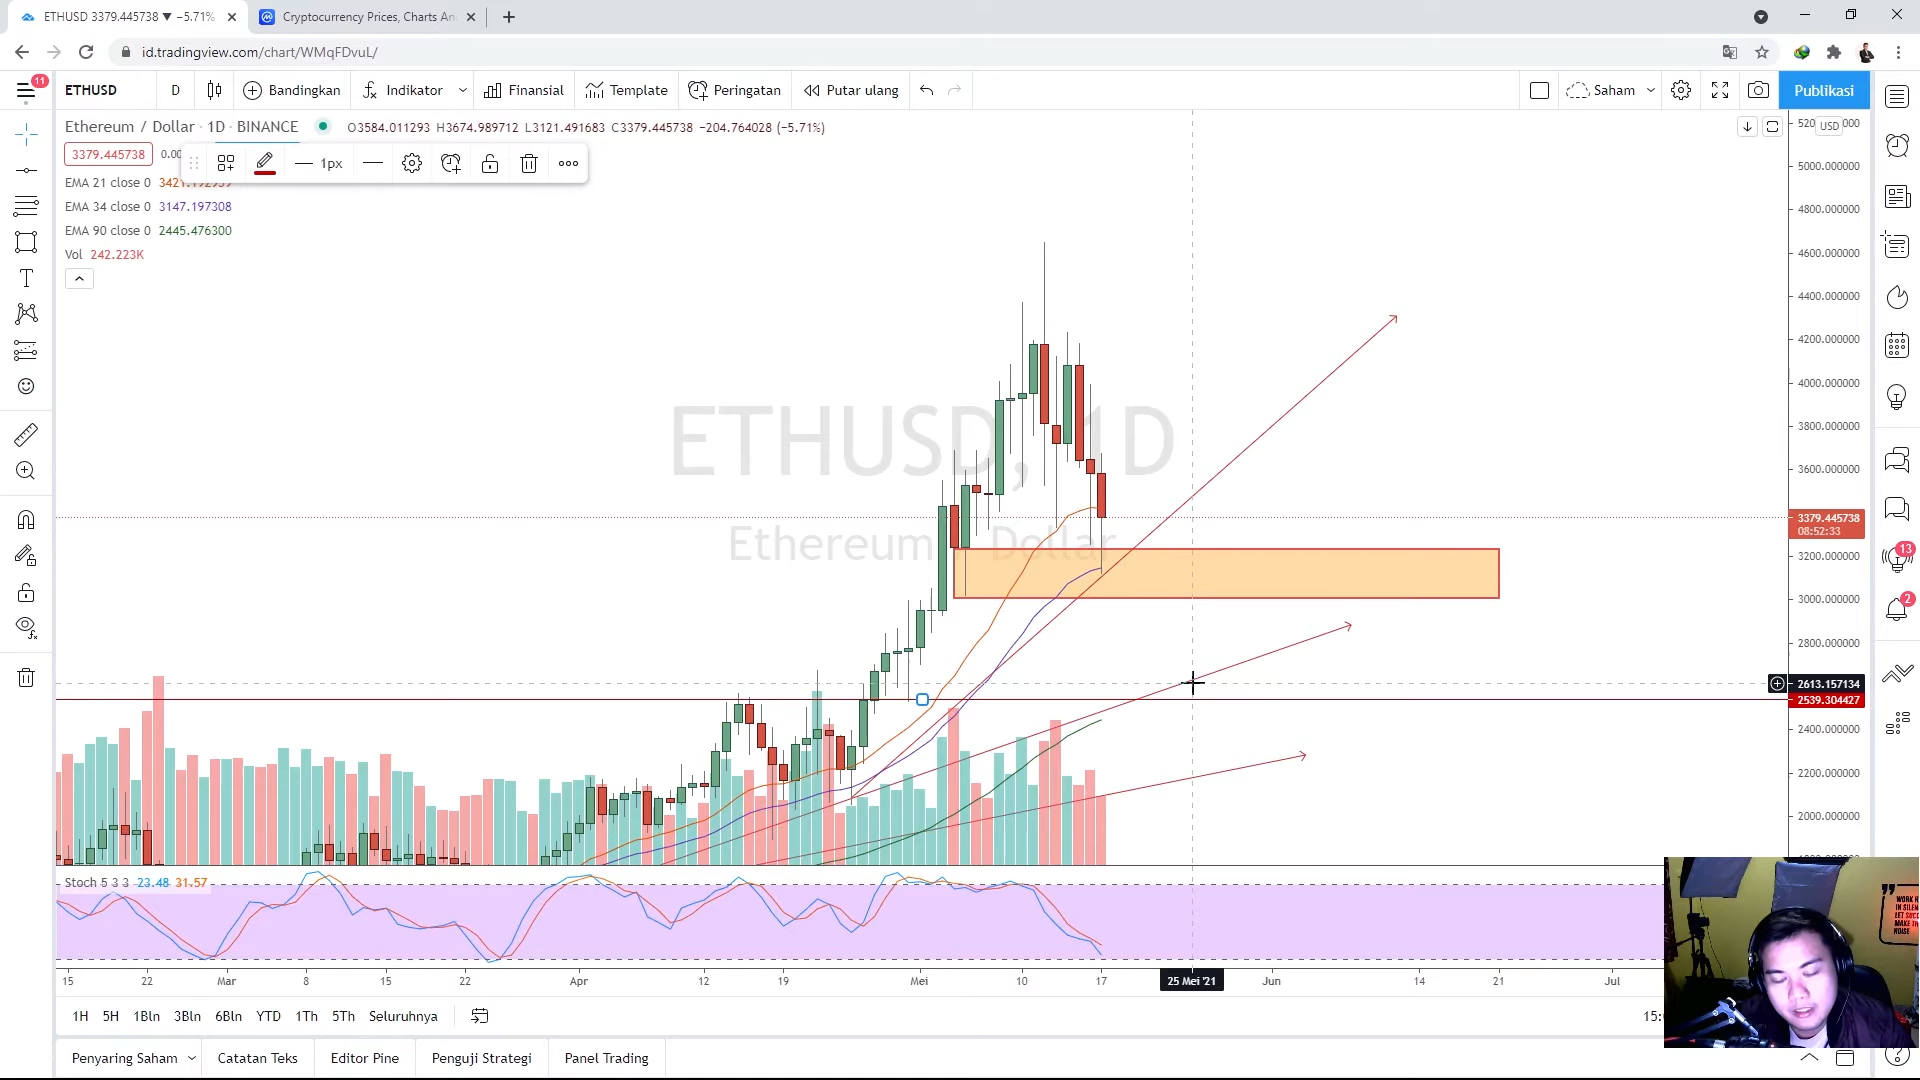 ETHUSD 3379.445738 ▼ −5.71%
Cryptocurrency Prices, Charts An
id.tradingview.com/chart/WMqFDvuL/
11
ETHUSD
D
Bandingkan
Indikator
Finansial
Template
Peringatan
Putar ulang
Saham
Publikasi
Ethereum / Dollar · 1D · BINANCE
O3584.011293 H3674.989712 L3121.491683 C3379.445738 −204.764028 (−5.71%)
3379.445738
0.00
1px
EMA 21 close 0
EMA 34 close 0 3147.197308
EMA 90 close 0 2445.476300
Vol 242.223K
ETHUSD, 1D
Ethereum Dollar
USD
5000.000000
4800.000000
4600.000000
4400.000000
4200.000000
4000.000000
3800.000000
3600.000000
3379.445738
08:52:33
3200.000000
3000.000000
2800.000000
2613.157134
2539.304427
2400.000000
2200.000000
2000.000000
13
2
Stoch 5 3 3 23.48 31.57
15 22 Mar 8 15 22 Apr 12 19 Mei 10 17 25 Mei '21 Jun 14 21 Jul
1H 5H 1Bln 3Bln 6Bln YTD 1Th 5Th Seluruhnya
Penyaring Saham
Catatan Teks
Editor Pine
Penguji Strategi
Panel Trading
IN SILEN